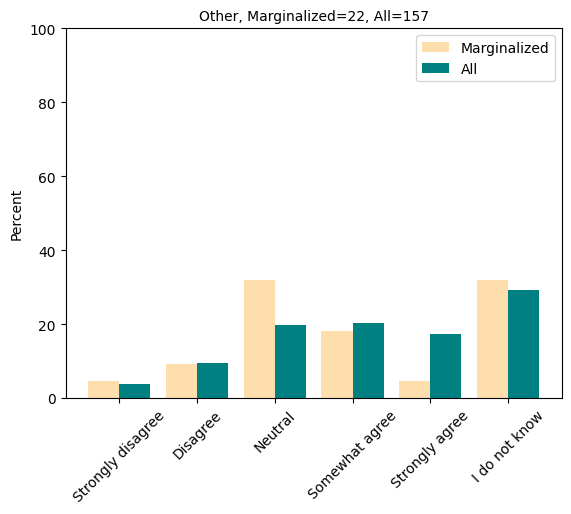 Other, Marginalized=22, All=157
Marginalized
All
Percent
100
80
60
40
20
0
Strongly disagree
Disagree
Neutral
Somewhat agree
Strongly agree
I do not know